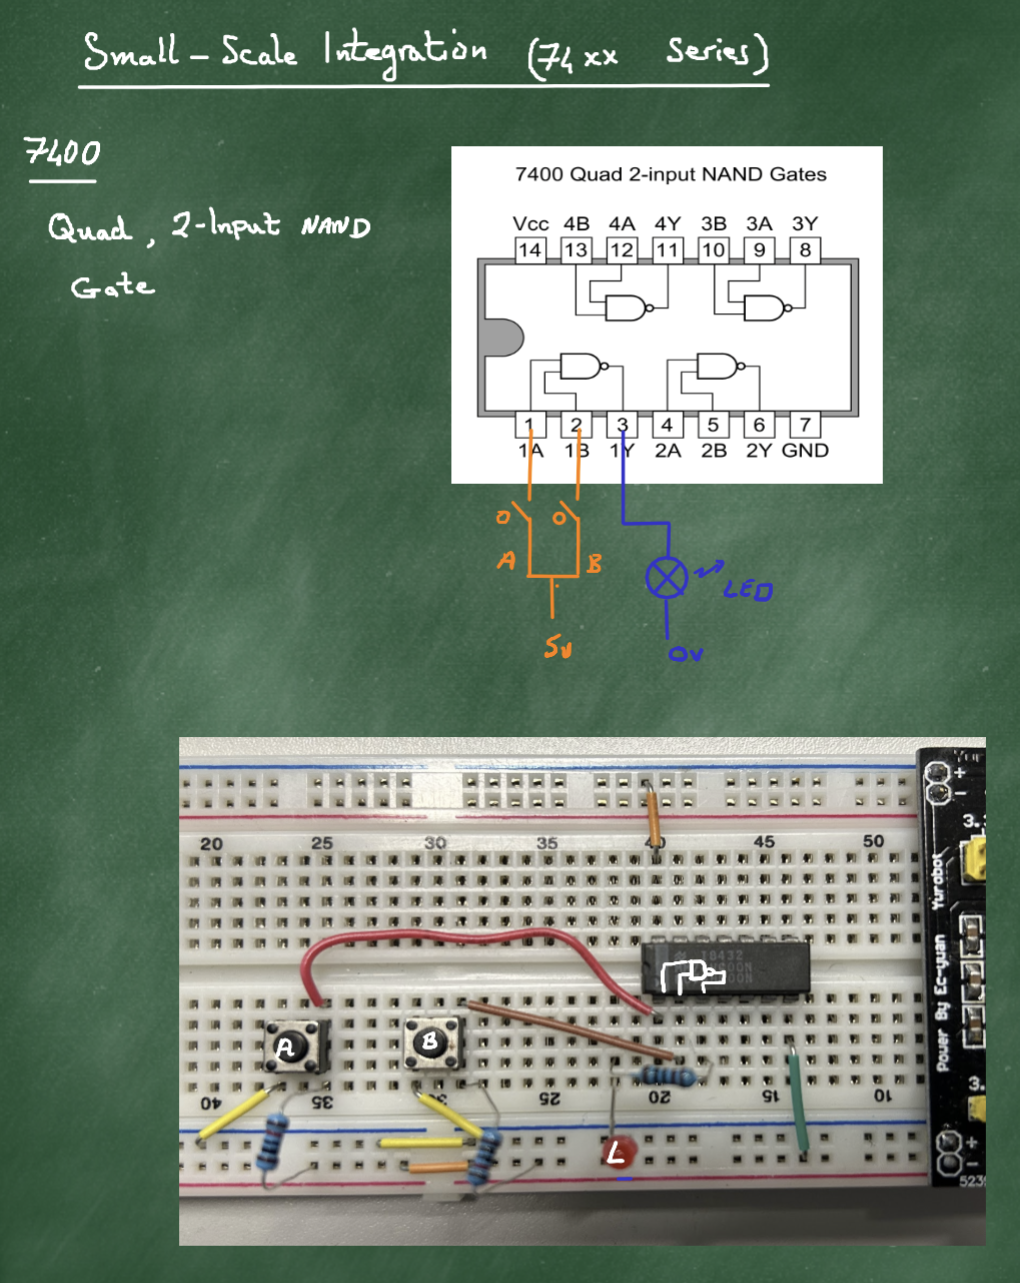 Small-Scale Integration (74xx Series)
7400
Quad, 2-Input NAND
Gate
7400 Quad 2-input NAND Gates
Vcc 4B 4A 4Y 3B 3A 3Y
14 13 12 11 10 9 8
1 2 3 4 5 6 7
1A 1B 1Y 2A 2B 2Y GND
A B
5v
LED
0v
20 25 30 35 40 45 50
A
B
40 35 30 25 20 15 10
L
+
-
3.
Yurobot
Power By Ec-yuan
3.
+
-